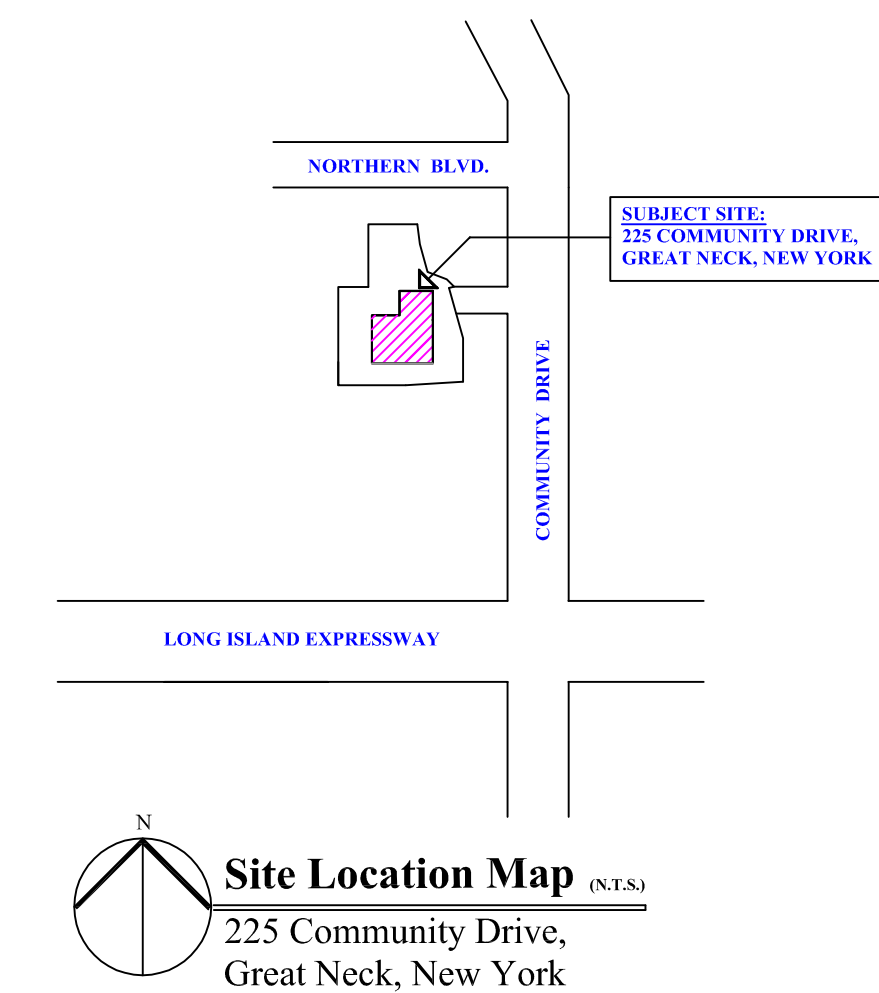 NORTHERN BLVD.
SUBJECT SITE:
225 COMMUNITY DRIVE,
GREAT NECK, NEW YORK
COMMUNITY DRIVE
LONG ISLAND EXPRESSWAY
N
Site Location Map (N.T.S.)
225 Community Drive,
Great Neck, New York